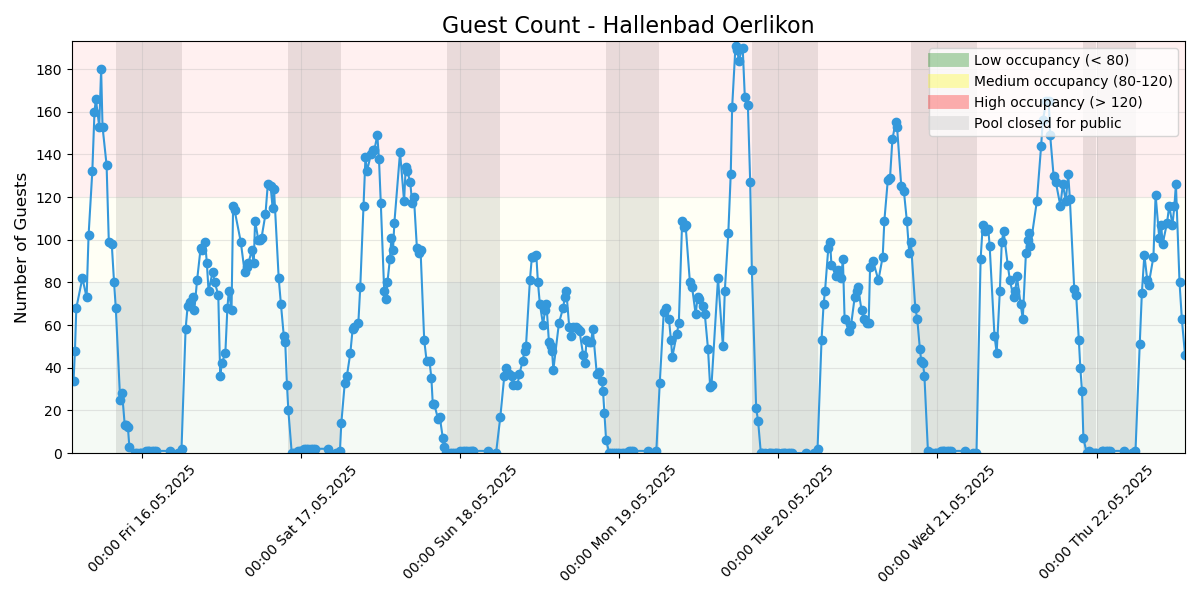 Guest Count - Hallenbad Oerlikon
Number of Guests
180
160
140
120
100
80
60
40
20
0
Low occupancy (< 80)
Medium occupancy (80-120)
High occupancy (> 120)
Pool closed for public
00:00 Fri 16.05.2025
00:00 Sat 17.05.2025
00:00 Sun 18.05.2025
00:00 Mon 19.05.2025
00:00 Tue 20.05.2025
00:00 Wed 21.05.2025
00:00 Thu 22.05.2025